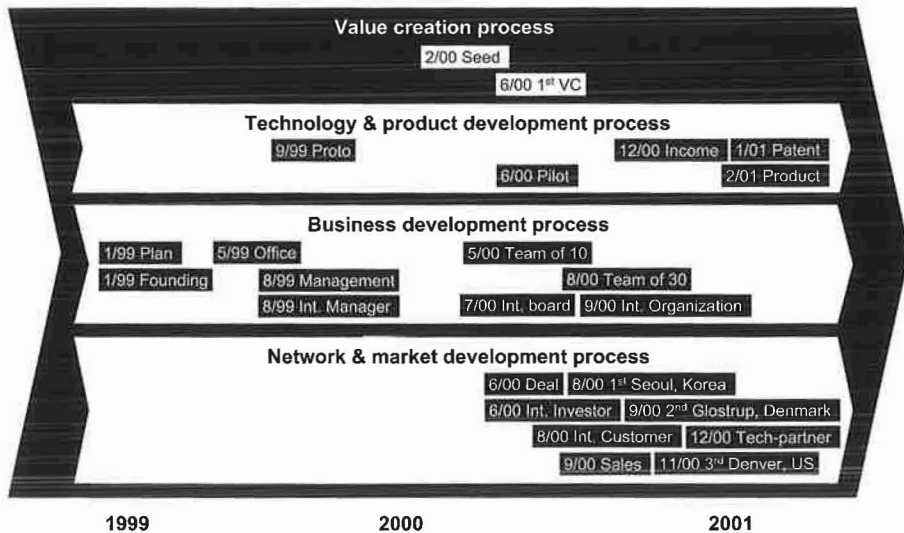 Value creation process
2/00 Seed
6/00 1st VC
Technology & product development process
9/99 Proto
12/00 Income
1/01 Patent
6/00 Pilot
2/01 Product
Business development process
1/99 Plan
5/99 Office
5/00 Team of 10
1/99 Founding
8/99 Management
8/00 Team of 30
8/99 Int. Manager
7/00 Int. board
9/00 Int. Organization
Network & market development process
6/00 Deal
8/00 1st Seoul, Korea
6/00 Int. Investor
9/00 2nd Glostrup, Denmark
8/00 Int. Customer
12/00 Tech-partner
9/00 Sales
11/00 3rd Denver, US.
1999
2000
2001